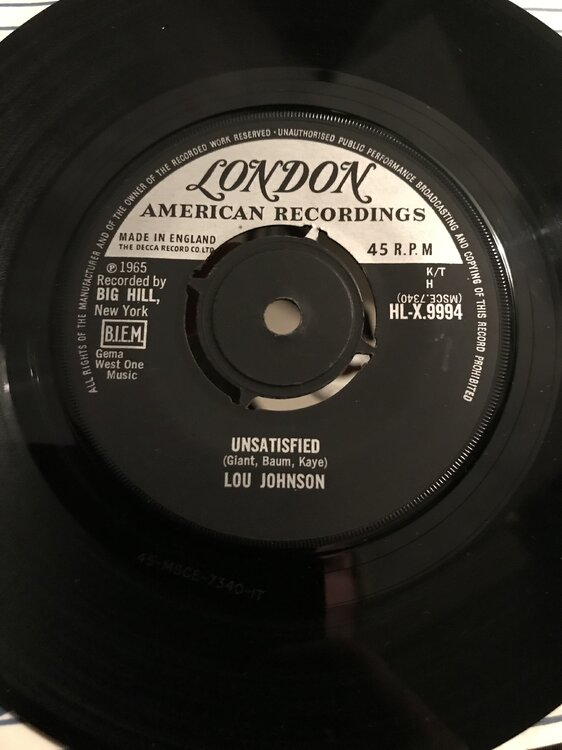 ALL RIGHTS OF THE MANUFACTURER AND OF THE OWNER OF THE RECORDED WORK RESERVED · UNAUTHORISED PUBLIC PERFORMANCE BROADCASTING AND COPYING OF THIS RECORD PROHIBITED
LONDON
AMERICAN RECORDINGS
MADE IN ENGLAND
THE DECCA RECORD CO. LTD.
45 R.P.M
℗ 1965
Recorded by
BIG HILL,
New York
B.I.E.M.
Gema
West One
Music
K/T
H
(MSCE.7340)
HL-X.9994
UNSATISFIED
(Giant, Baum, Kaye)
LOU JOHNSON
45-MSCE-7340-1T